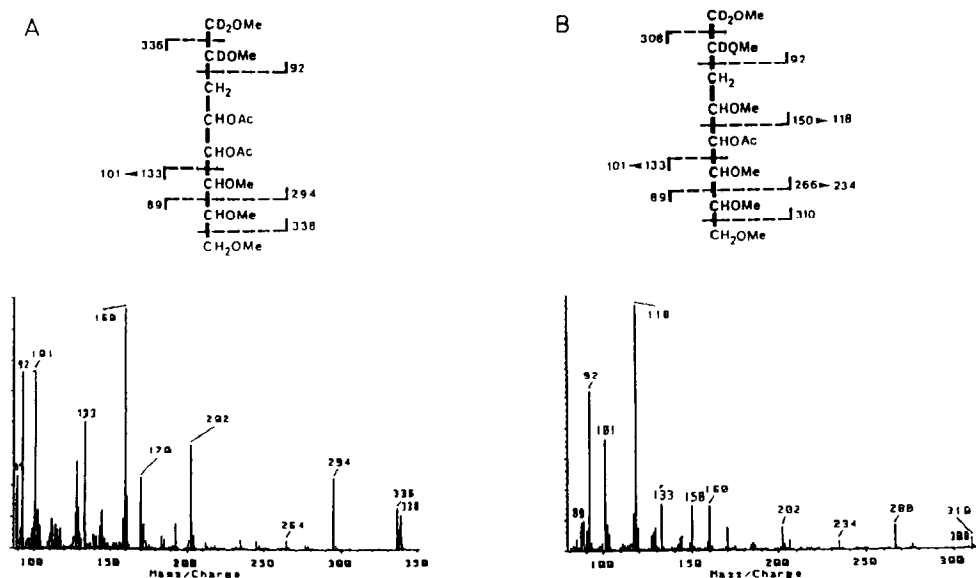 A
CD2OMe
336
CDOMe
92
CH2
CHOAc
CHOAc
101 ◄ 133
CHOMe
294
89
CHOMe
338
CH2OMe
160
92
101
133
202
170
294
336
338
264
100
150
200
250
300
330
Mass/Charge
B
CD2OMe
308
CDOMe
92
CH2
CHOMe
150 ► 118
CHOAc
101 ◄ 133
CHOMe
266 ► 234
89
CHOMe
310
CH2OMe
118
92
101
133
160
89
202
234
310
308
100
150
200
250
300
Mass/Charge